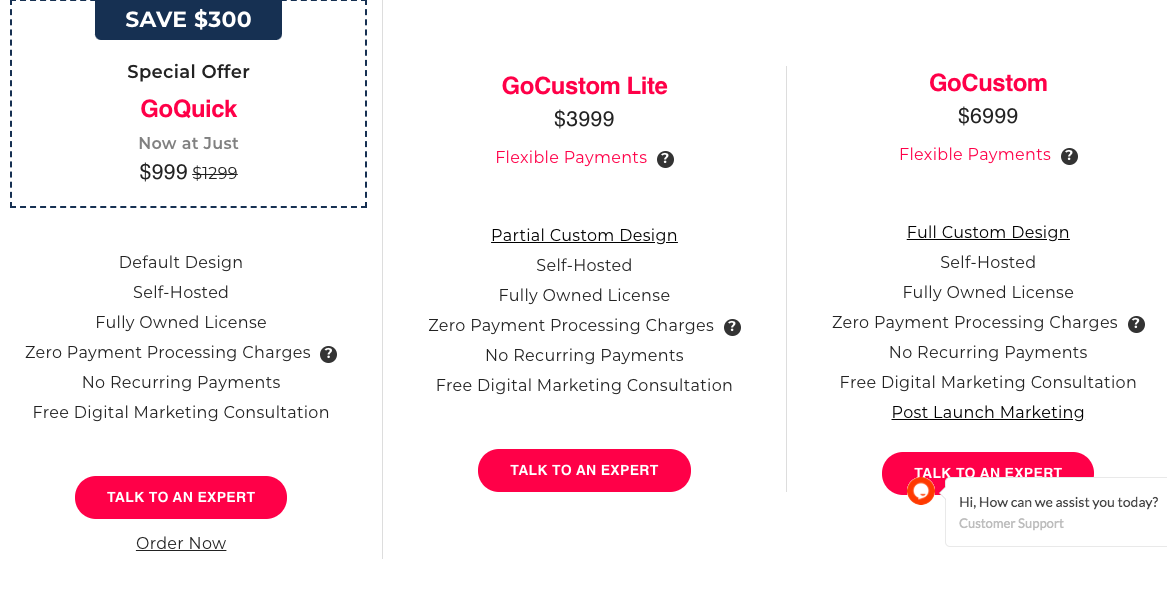 SAVE $300
Special Offer
GoQuick
Now at Just
$999 $1299
Default Design
Self-Hosted
Fully Owned License
Zero Payment Processing Charges ?
No Recurring Payments
Free Digital Marketing Consultation
TALK TO AN EXPERT
Order Now
GoCustom Lite
$3999
Flexible Payments ?
Partial Custom Design
Self-Hosted
Fully Owned License
Zero Payment Processing Charges ?
No Recurring Payments
Free Digital Marketing Consultation
TALK TO AN EXPERT
GoCustom
$6999
Flexible Payments ?
Full Custom Design
Self-Hosted
Fully Owned License
Zero Payment Processing Charges ?
No Recurring Payments
Free Digital Marketing Consultation
Post Launch Marketing
TALK TO AN EXPERT
Hi, How can we assist you today?
Customer Support